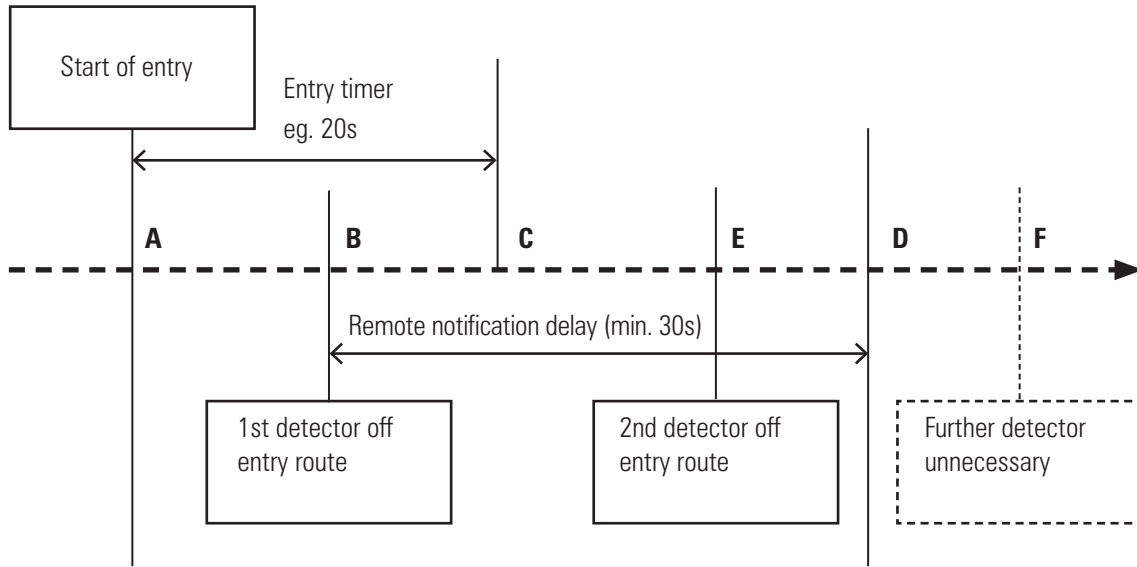 Start of entry
Entry timer
eg. 20s
A
B
C
E
D
F
Remote notification delay (min. 30s)
1st detector off
entry route
2nd detector off
entry route
Further detector
unnecessary